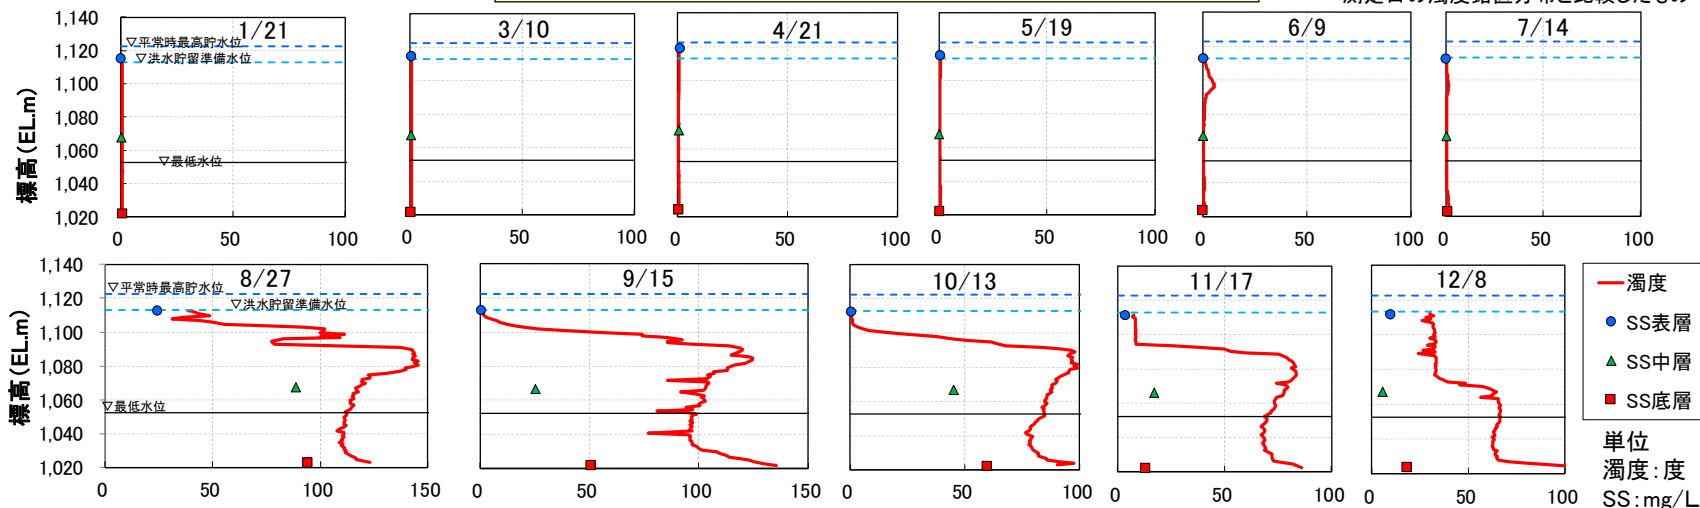 1/21
3/10
4/21
5/19
6/9
7/14
標高(EL.m)
1,140
1,120
1,100
1,080
1,060
1,040
1,020
▽平常時最高貯水位
▽洪水貯留準備水位
▽最低水位
0 50 100
0 50 100
0 50 100
0 50 100
0 50 100
0 50 100
8/27
9/15
10/13
11/17
12/8
標高(EL.m)
1,140
1,120
1,100
1,080
1,060
1,040
1,020
▽平常時最高貯水位
▽洪水貯留準備水位
▽最低水位
0 50 100 150
0 50 100 150
0 50 100
0 50 100
0 50 100
濁度
SS表層
SS中層
SS底層
単位
濁度:度
SS:mg/L